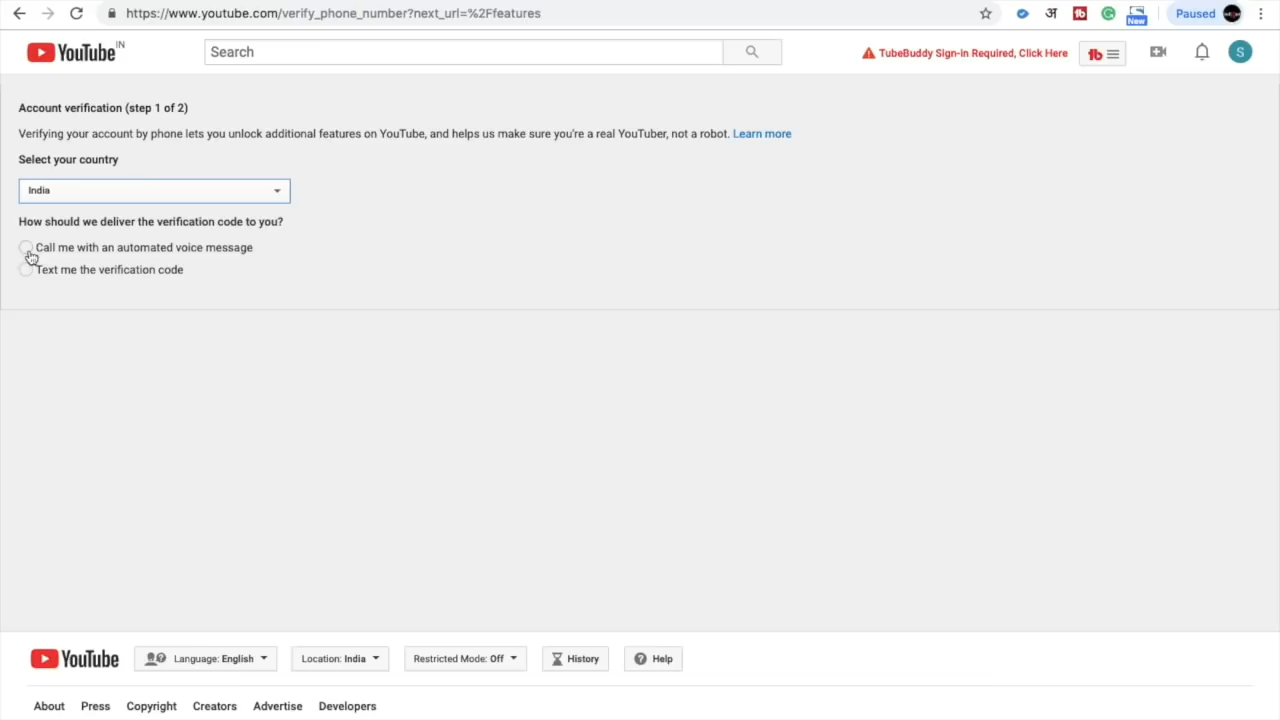 https://www.youtube.com/verify_phone_number?next_url=%2Ffeatures
अ
tb
G
New
Paused
YouTube IN
Search
TubeBuddy Sign-in Required, Click Here
tb
S
Account verification (step 1 of 2)
Verifying your account by phone lets you unlock additional features on YouTube, and helps us make sure you're a real YouTuber, not a robot. Learn more
Select your country
India
How should we deliver the verification code to you?
Call me with an automated voice message
Text me the verification code
YouTube
Language: English
Location: India
Restricted Mode: Off
History
Help
About Press Copyright Creators Advertise Developers